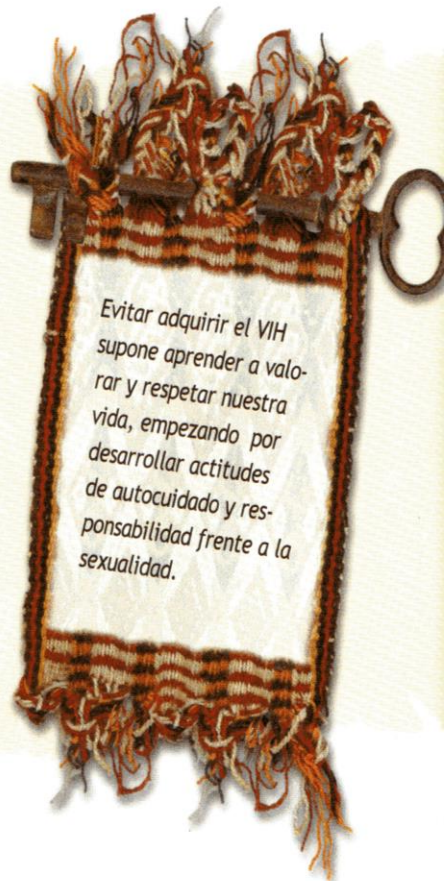 Evitar adquirir el VIH
supone aprender a valo-
rar y respetar nuestra
vida, empezando por
desarrollar actitudes
de autocuidado y res-
ponsabilidad frente a la
sexualidad.